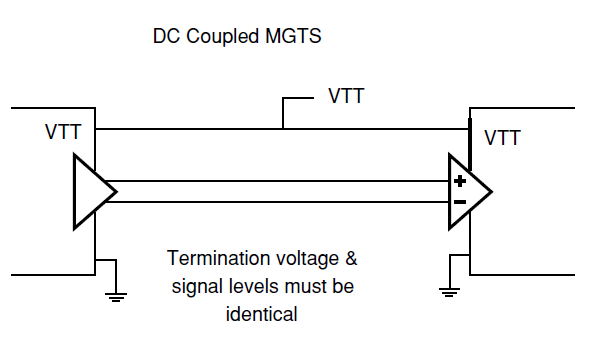 DC Coupled MGTS
VTT
VTT
VTT
+
−
Termination voltage &
signal levels must be
identical